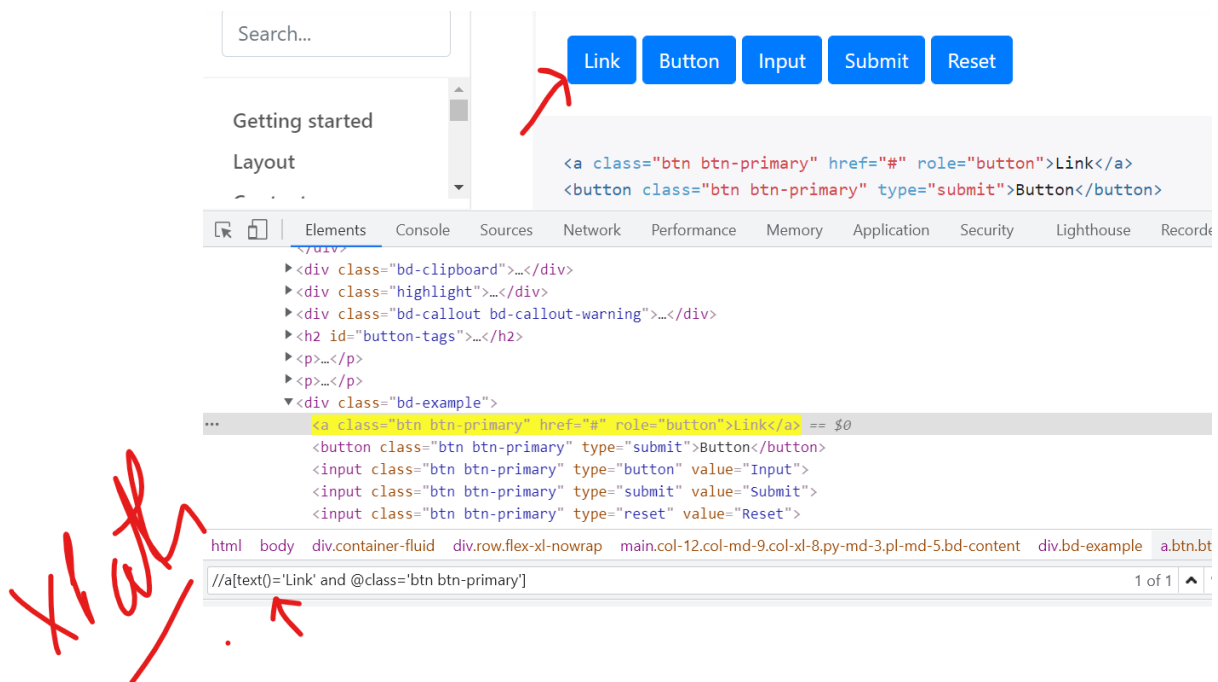 Search...
Link Button Input Submit Reset
Getting started
Layout
<a class="btn btn-primary" href="#" role="button">Link</a>
<button class="btn btn-primary" type="submit">Button</button>
Elements Console Sources Network Performance Memory Application Security Lighthouse Recorde
</div>
<div class="bd-clipboard">…</div>
<div class="highlight">…</div>
<div class="bd-callout bd-callout-warning">…</div>
<h2 id="button-tags">…</h2>
<p>…</p>
<p>…</p>
<div class="bd-example">
<a class="btn btn-primary" href="#" role="button">Link</a> == $0
<button class="btn btn-primary" type="submit">Button</button>
<input class="btn btn-primary" type="button" value="Input">
<input class="btn btn-primary" type="submit" value="Submit">
<input class="btn btn-primary" type="reset" value="Reset">
html body div.container-fluid div.row.flex-xl-nowrap main.col-12.col-md-9.col-xl-8.py-md-3.pl-md-5.bd-content div.bd-example a.btn.bt
//a[text()='Link' and @class='btn btn-primary'] 1 of 1
Xpath